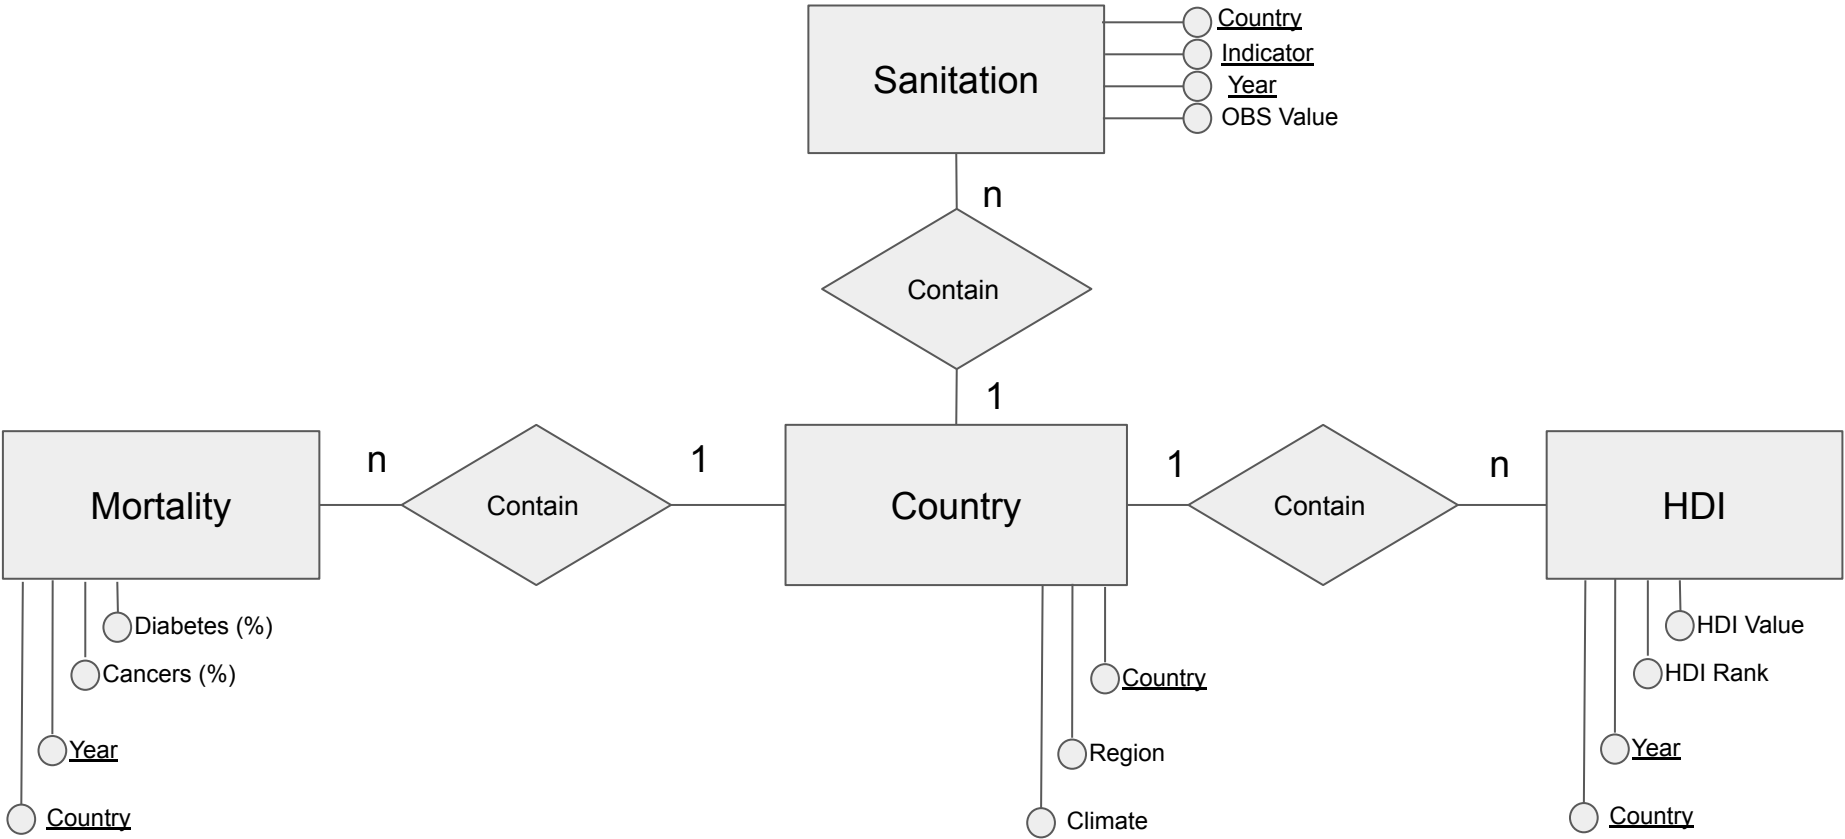 Country
Indicator
Year
OBS Value
Sanitation
n
Contain
1
Mortality
n
Contain
1
Country
1
Contain
n
HDI
Diabetes (%)
Cancers (%)
Year
Country
Country
Region
Climate
HDI Value
HDI Rank
Year
Country